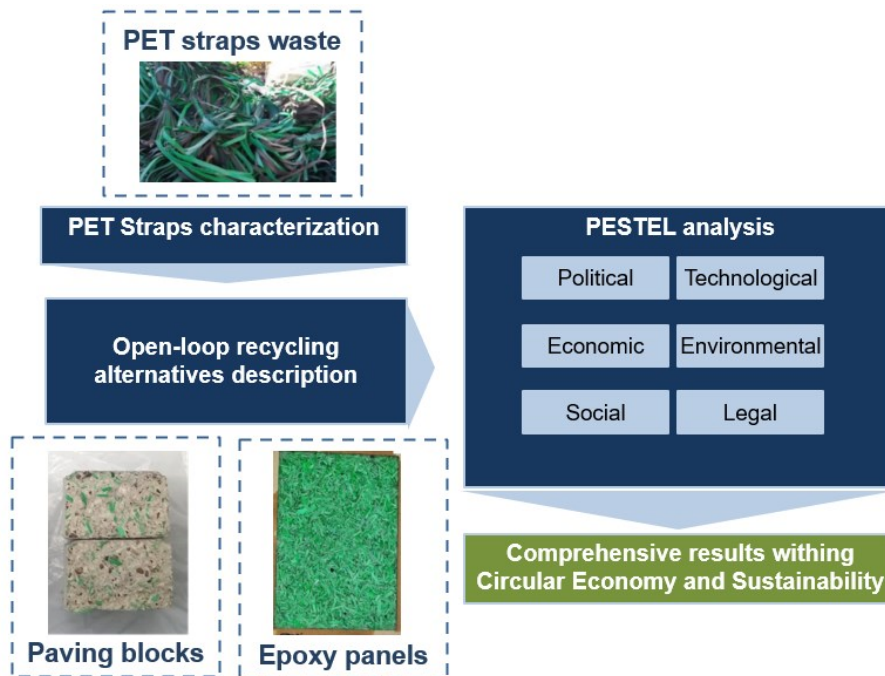 PET straps waste
PET Straps characterization
Open-loop recycling
alternatives description
Paving blocks
Epoxy panels
PESTEL analysis
Political
Technological
Economic
Environmental
Social
Legal
Comprehensive results withing
Circular Economy and Sustainability